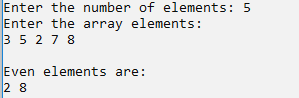 Enter the number of elements: 5
Enter the array elements:
3 5 2 7 8
Even elements are:
2 8